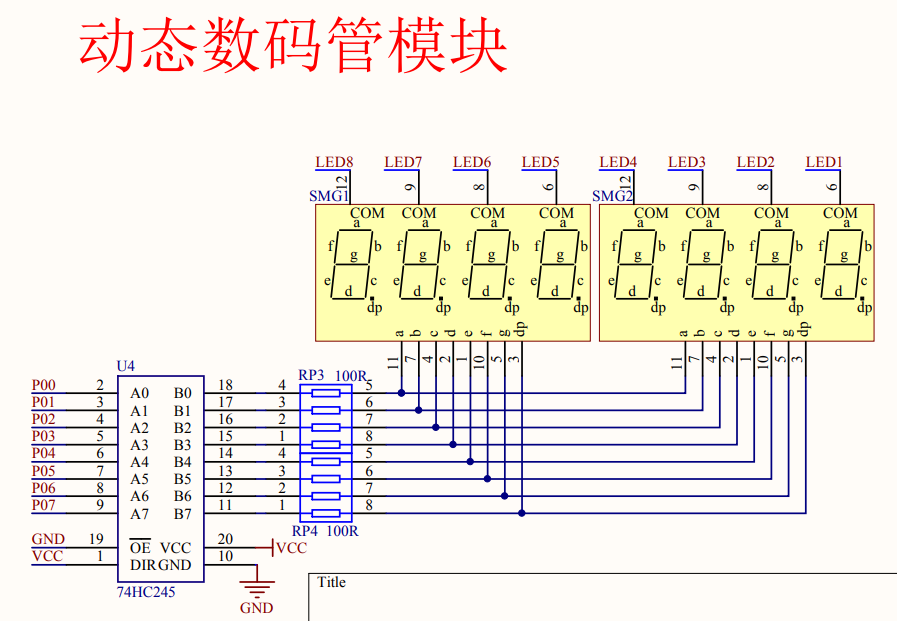 动态数码管模块
LED8 LED7 LED6 LED5 LED4 LED3 LED2 LED1
12 9 8 6 12 9 8 6
SMG1 SMG2
COM COM COM COM COM COM COM COM
a a a a a a a a
f b f b f b f b f b f b f b f b
g g g g g g g g
e c e c e c e c e c e c e c e c
d d d d d d d d
dp dp dp dp dp dp dp dp
a b c d e f g dp a b c d e f g dp
11 7 4 2 1 10 5 3 11 7 4 2 1 10 5 3
U4
RP3 100R
P00 2 A0 B0 18 4 5
P01 3 A1 B1 17 3 6
P02 4 A2 B2 16 2 7
P03 5 A3 B3 15 1 8
P04 6 A4 B4 14 4 5
P05 7 A5 B5 13 3 6
P06 8 A6 B6 12 2 7
P07 9 A7 B7 11 1 8
RP4 100R
GND 19 OE VCC 20 VCC
VCC 1 DIR GND 10
74HC245
GND
Title